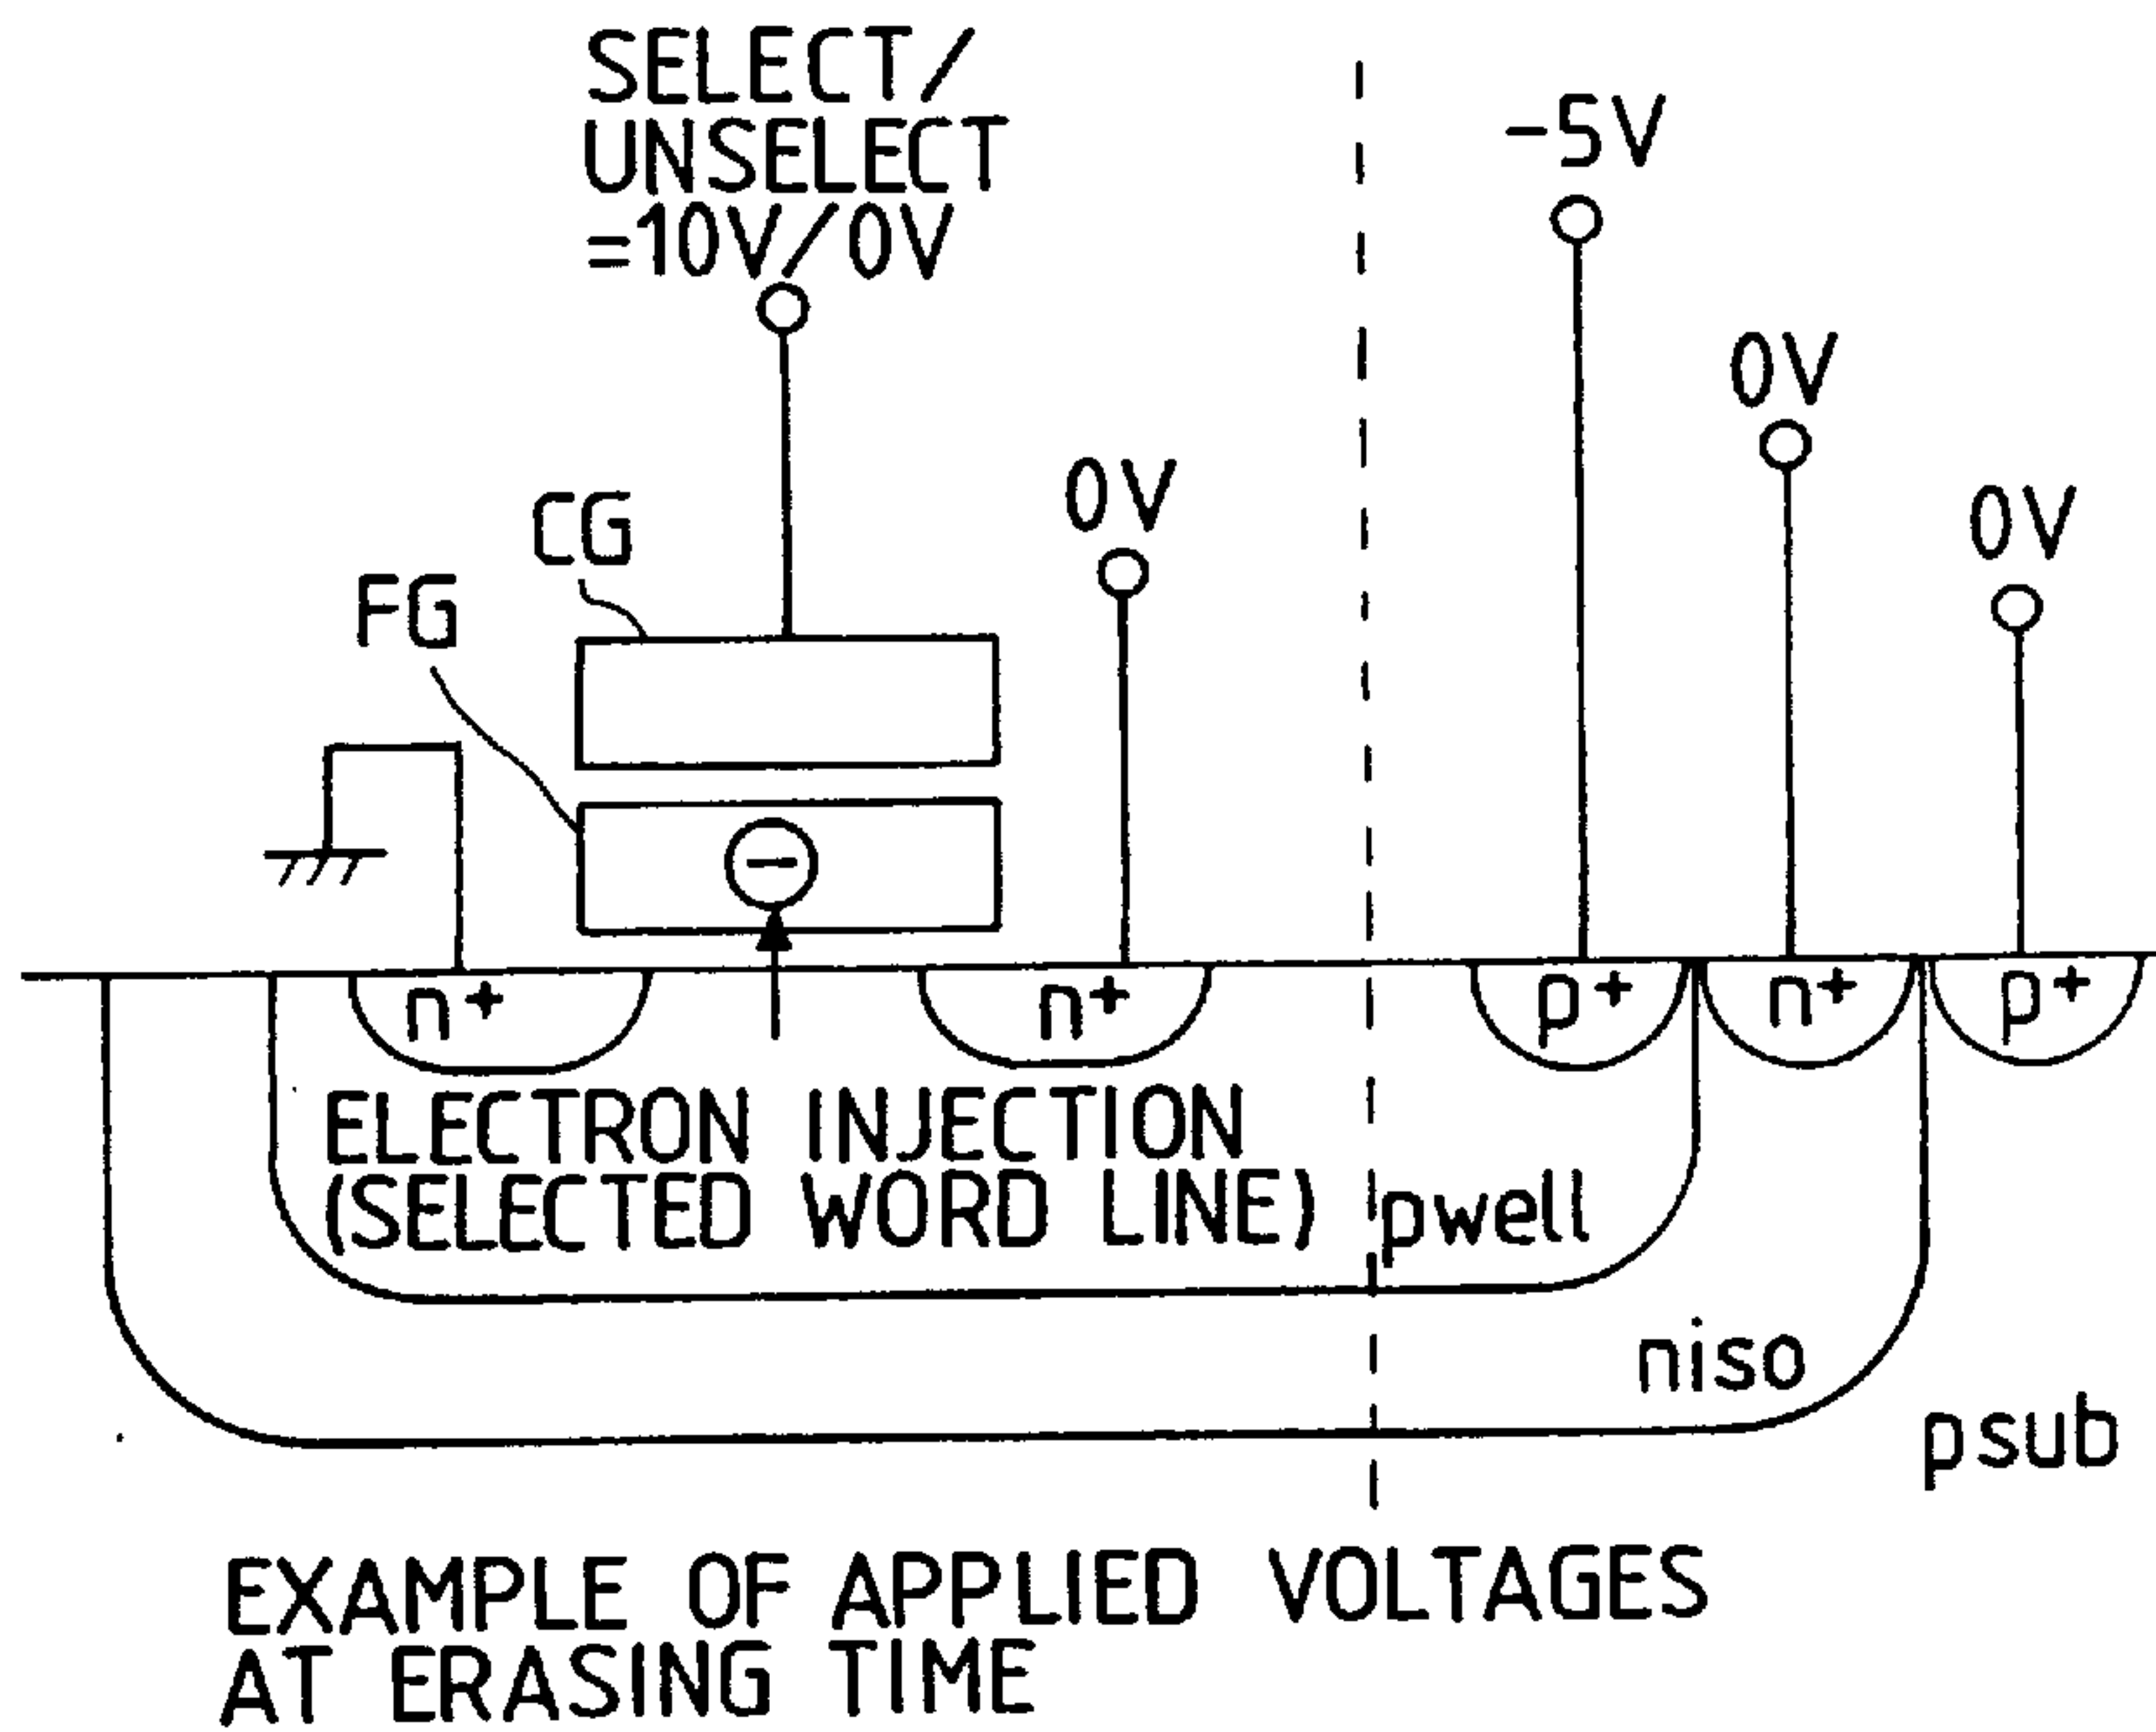 SELECT/
UNSELECT
=10V/0V
-5V
0V
0V
0V
CG
FG
n+
n+
p+
n+
p+
ELECTRON INJECTION
(SELECTED WORD LINE)
pwell
niso
psub
EXAMPLE OF APPLIED VOLTAGES
AT ERASING TIME